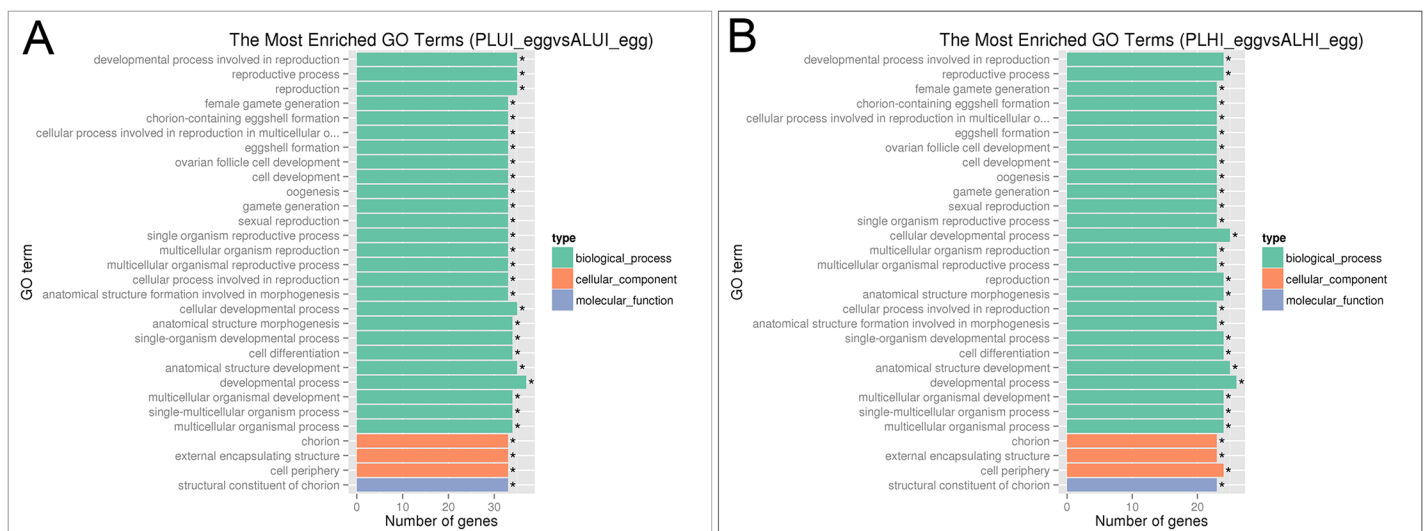 A
The Most Enriched GO Terms (PLUI_eggvsALUI_egg)
developmental process involved in reproduction
*
reproductive process
*
reproduction
*
female gamete generation
*
chorion-containing eggshell formation
*
cellular process involved in reproduction in multicellular o...
*
eggshell formation
*
ovarian follicle cell development
*
cell development
*
oogenesis
*
gamete generation
*
sexual reproduction
*
single organism reproductive process
*
multicellular organism reproduction
*
multicellular organismal reproductive process
*
cellular process involved in reproduction
*
anatomical structure formation involved in morphogenesis
*
cellular developmental process
*
anatomical structure morphogenesis
*
single-organism developmental process
*
cell differentiation
*
anatomical structure development
*
developmental process
*
multicellular organismal development
*
single-multicellular organism process
*
multicellular organismal process
*
chorion
*
external encapsulating structure
*
cell periphery
*
structural constituent of chorion
*
GO term
0 10 20 30
Number of genes
type
biological_process
cellular_component
molecular_function
B
The Most Enriched GO Terms (PLHI_eggvsALHI_egg)
developmental process involved in reproduction
*
reproductive process
*
female gamete generation
*
chorion-containing eggshell formation
*
cellular process involved in reproduction in multicellular o...
*
eggshell formation
*
ovarian follicle cell development
*
cell development
*
oogenesis
*
gamete generation
*
sexual reproduction
*
single organism reproductive process
*
cellular developmental process
*
multicellular organism reproduction
*
multicellular organismal reproductive process
*
reproduction
*
anatomical structure morphogenesis
*
cellular process involved in reproduction
*
anatomical structure formation involved in morphogenesis
*
single-organism developmental process
*
cell differentiation
*
anatomical structure development
*
developmental process
*
multicellular organismal development
*
single-multicellular organism process
*
multicellular organismal process
*
chorion
*
external encapsulating structure
*
cell periphery
*
structural constituent of chorion
*
GO term
0 10 20
Number of genes
type
biological_process
cellular_component
molecular_function